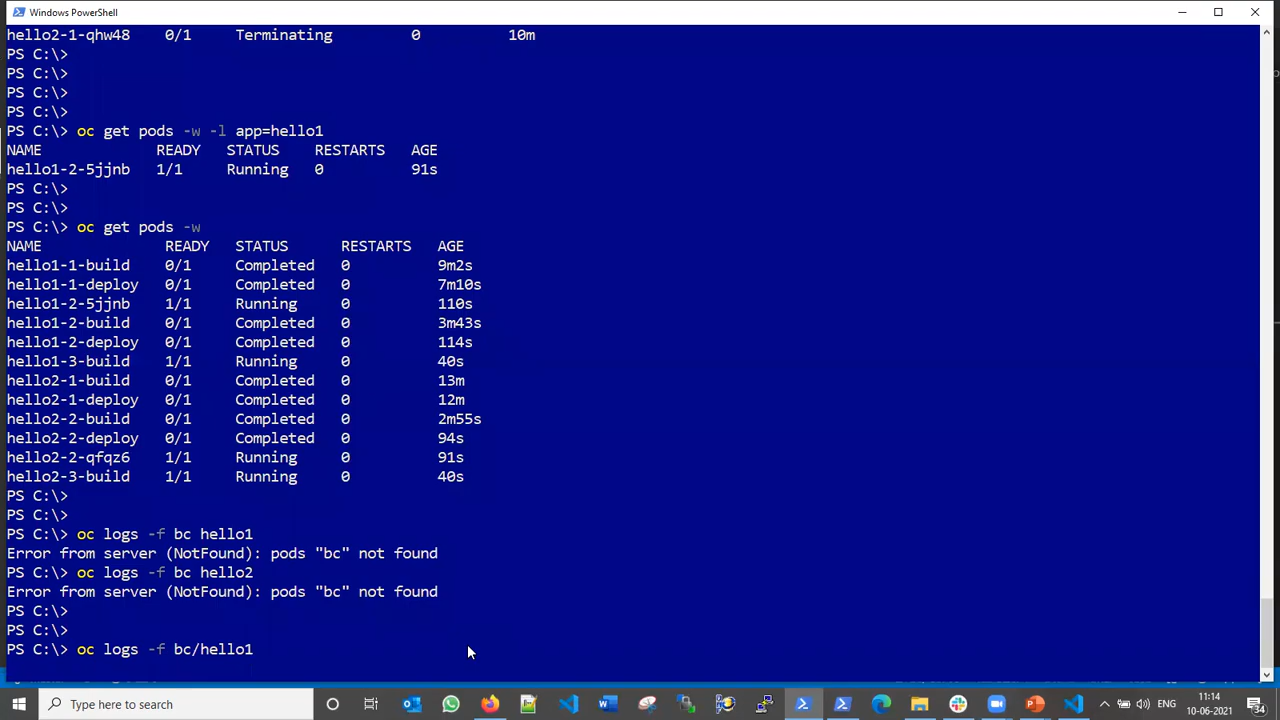 Windows PowerShell
hello2-1-qhw48 0/1 Terminating 0 10m
PS C:\>
PS C:\>
PS C:\>
PS C:\>
PS C:\> oc get pods -w -l app=hello1
NAME READY STATUS RESTARTS AGE
hello1-2-5jjnb 1/1 Running 0 91s
PS C:\>
PS C:\>
PS C:\> oc get pods -w
NAME READY STATUS RESTARTS AGE
hello1-1-build 0/1 Completed 0 9m2s
hello1-1-deploy 0/1 Completed 0 7m10s
hello1-2-5jjnb 1/1 Running 0 110s
hello1-2-build 0/1 Completed 0 3m43s
hello1-2-deploy 0/1 Completed 0 114s
hello1-3-build 1/1 Running 0 40s
hello2-1-build 0/1 Completed 0 13m
hello2-1-deploy 0/1 Completed 0 12m
hello2-2-build 0/1 Completed 0 2m55s
hello2-2-deploy 0/1 Completed 0 94s
hello2-2-qfqz6 1/1 Running 0 91s
hello2-3-build 1/1 Running 0 40s
PS C:\>
PS C:\>
PS C:\> oc logs -f bc hello1
Error from server (NotFound): pods "bc" not found
PS C:\> oc logs -f bc hello2
Error from server (NotFound): pods "bc" not found
PS C:\>
PS C:\>
PS C:\> oc logs -f bc/hello1
Type here to search
ENG
11:14
10-06-2021
34